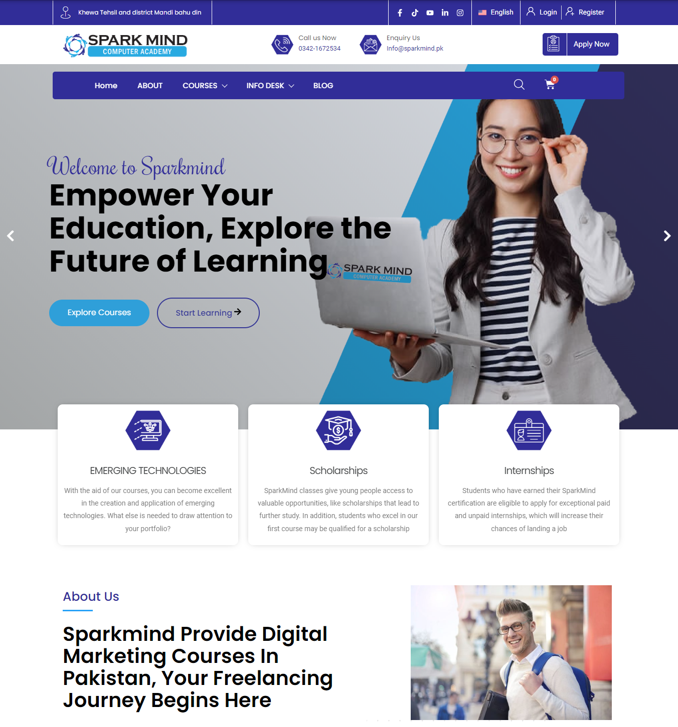 Khewa Tehsil and district Mandi bahu din
English
Login
Register
SPARK MIND
COMPUTER ACADEMY
Call us Now
0342-1672534
Enquiry Us
info@sparkmind.pk
Apply Now
Home
ABOUT
COURSES
INFO DESK
BLOG
0
Welcome to Sparkmind
Empower Your
Education, Explore the
Future of Learning
SPARK MIND
COMPUTER ACADEMY
Explore Courses
Start Learning
EMERGING TECHNOLOGIES
With the aid of our courses, you can become excellent
in the creation and application of emerging
technologies. What else is needed to draw attention to
your portfolio?
Scholarships
SparkMind classes give young people access to
valuable opportunities, like scholarships that lead to
further study. In addition, students who excel in our
first course may be qualified for a scholarship
Internships
Students who have earned their SparkMind
certification are eligible to apply for exceptional paid
and unpaid internships, which will increase their
chances of landing a job
About Us
Sparkmind Provide Digital
Marketing Courses In
Pakistan, Your Freelancing
Journey Begins Here